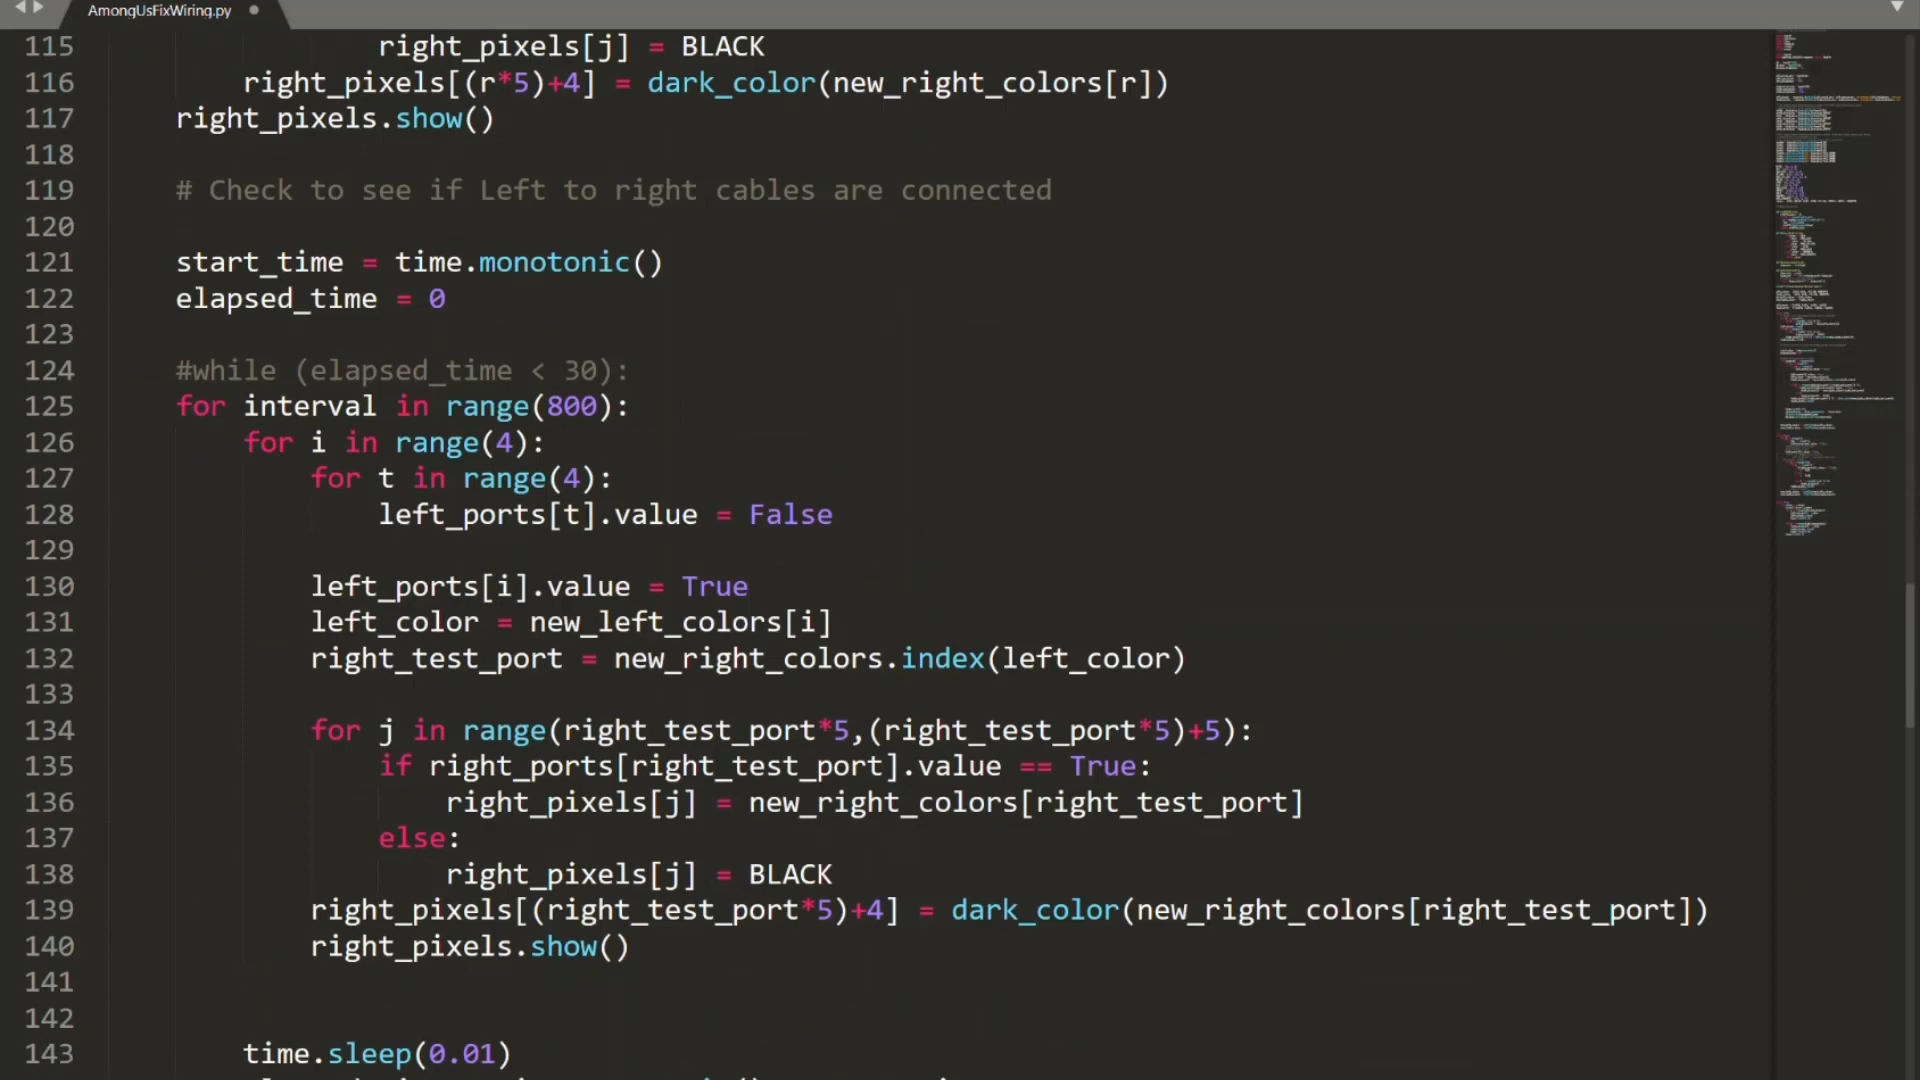 AmongUsFixWiring.py
115 right_pixels[j] = BLACK
116 right_pixels[(r*5)+4] = dark_color(new_right_colors[r])
117 right_pixels.show()
118
119 # Check to see if Left to right cables are connected
120
121 start_time = time.monotonic()
122 elapsed_time = 0
123
124 #while (elapsed_time < 30):
125 for interval in range(800):
126 for i in range(4):
127 for t in range(4):
128 left_ports[t].value = False
129
130 left_ports[i].value = True
131 left_color = new_left_colors[i]
132 right_test_port = new_right_colors.index(left_color)
133
134 for j in range(right_test_port*5,(right_test_port*5)+5):
135 if right_ports[right_test_port].value == True:
136 right_pixels[j] = new_right_colors[right_test_port]
137 else:
138 right_pixels[j] = BLACK
139 right_pixels[(right_test_port*5)+4] = dark_color(new_right_colors[right_test_port])
140 right_pixels.show()
141
142
143 time.sleep(0.01)